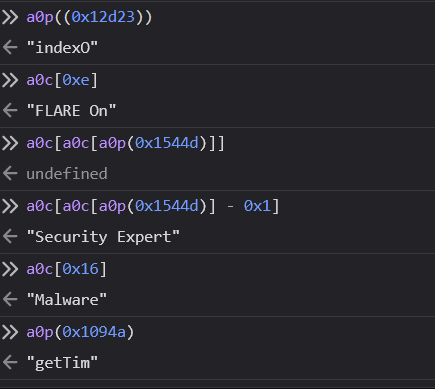 >> a0p((0x12d23))
← "indexO"
>> a0c[0xe]
← "FLARE On"
>> a0c[a0c[a0p(0x1544d)]]
← undefined
>> a0c[a0c[a0p(0x1544d)] - 0x1]
← "Security Expert"
>> a0c[0x16]
← "Malware"
>> a0p(0x1094a)
← "getTim"